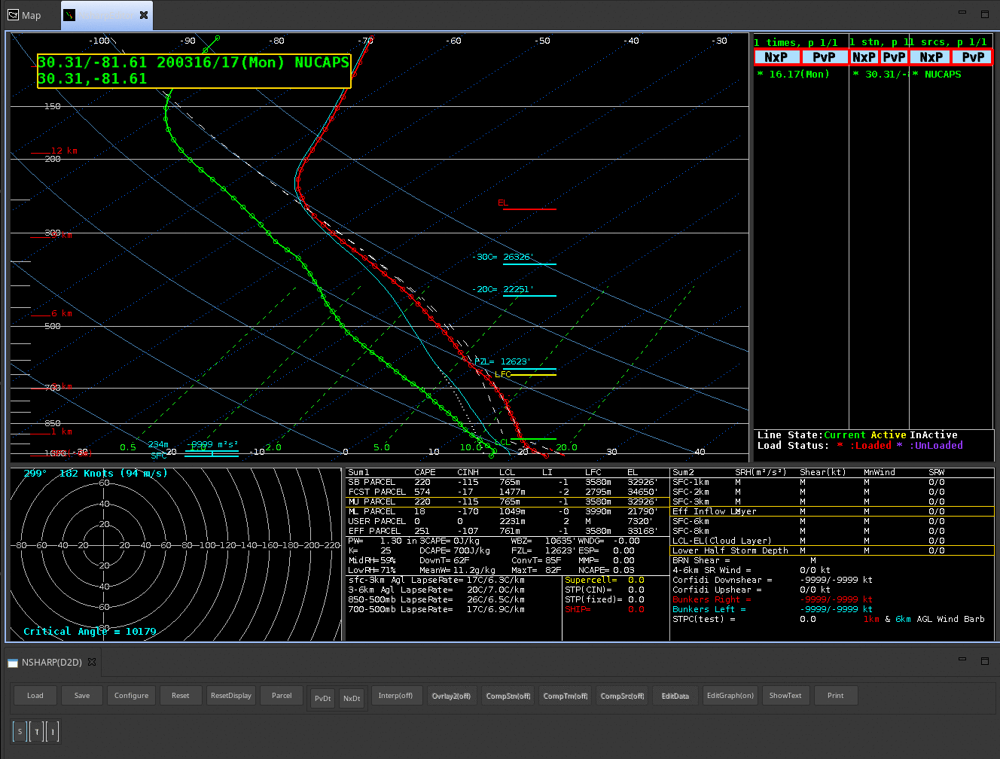 Map
-100 -90 -80 -70 -60 -50 -40 -30
30.31/-81.61 200316/17(Mon) NUCAPS
30.31,-81.61
150
12 km
200
EL
300
km
-30C= 26326'
-20C= 22251'
6 km
500
FZL= 12623'
LFC
700
km
850
1 km
LCL
0.5 234m -9999 m²s² 1.0 2.0 5.0 10.0 20.0
SFC
1000 -30 -20 -10 0 10 20 30 40
1 times, p 1/1 1 stn, p 1 1 srcs, p 1/1
NxP PvP NxP PvP NxP PvP
* 16.17(Mon) * 30.31/- * NUCAPS
Line State:Current Active InActive
Load Status: * :Loaded * :UnLoaded
299° 182 Knots (94 m/s)
60
40
20
-80 -60 -40 -20 20 40 60 80 100 120 140 160 180 200 220
20
40
60
80
Critical Angle = 10179
Sum1 CAPE CINH LCL LI LFC EL
SB PARCEL 220 -115 765m -1 3580m 32926'
FCST PARCEL 574 -17 1477m -2 2795m 34650'
MU PARCEL 220 -115 765m -1 3580m 32926'
ML PARCEL 18 -170 1049m -0 3990m 21790'
USER PARCEL 0 0 2231m 2 M 7320'
EFF PARCEL 251 -107 761m -1 3580m 33168'
PW= 1.30 in 3CAPE= 0J/kg WBZ= 10635' WNDG= -0.00
K= 25 DCAPE= 700J/kg FZL= 12623' ESP= 0.00
MidRH=59% DownT= 62F ConvT= 85F MMP= 0.00
LowRH=71% MeanW= 11.2g/kg MaxT= 82F NCAPE= 0.03
sfc-3km Agl LapseRate= 17C/6.3C/km
3-6km Agl LapseRate= 20C/7.0C/km
850-500mb LapseRate= 26C/6.5C/km
700-500mb LapseRate= 17C/6.9C/km
Supercell= 0.0
STP(CIN)= 0.0
STP(fixed)= 0.0
SHIP= 0.0
Sum2 SRH(m²/s²) Shear(kt) MnWind SRW
SFC-1km M M M 0/0
SFC-2km M M M 0/0
SFC-3km M M M 0/0
Eff Inflow Layer M M M 0/0
SFC-6km M M 0/0
SFC-8km M M 0/0
LCL-EL(Cloud Layer) M M 0/0
Lower Half Storm Depth M M 0/0
BRN Shear = M
4-6km SR Wind = 0/0 kt
Corfidi Downshear = -9999/-9999 kt
Corfidi Upshear = 0/0 kt
Bunkers Right = -9999/-9999 kt
Bunkers Left = -9999/-9999 kt
STPC(test) = 0.0 1km & 6km AGL Wind Barb
NSHARP(D2D)
Load Save Configure Reset ResetDisplay Parcel PvDt NxDt Interp(off) Ovrlay2(off) CompStn(off) CompTm(off) CompSrc(off) EditData EditGraph(on) ShowText Print
S T I